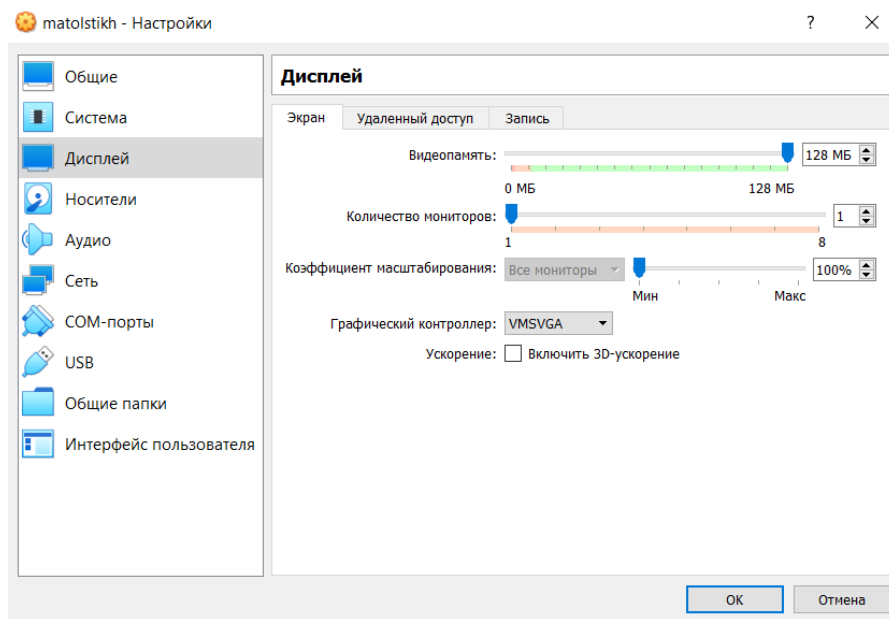 matolstikh - Настройки ? ×
Общие
Система
Дисплей
Носители
Аудио
Сеть
COM-порты
USB
Общие папки
Интерфейс пользователя
Дисплей
Экран Удаленный доступ Запись
Видеопамять: 128 МБ
0 МБ 128 МБ
Количество мониторов: 1
1 8
Коэффициент масштабирования: Все мониторы 100%
Мин Макс
Графический контроллер: VMSVGA
Ускорение: Включить 3D-ускорение
OK Отмена